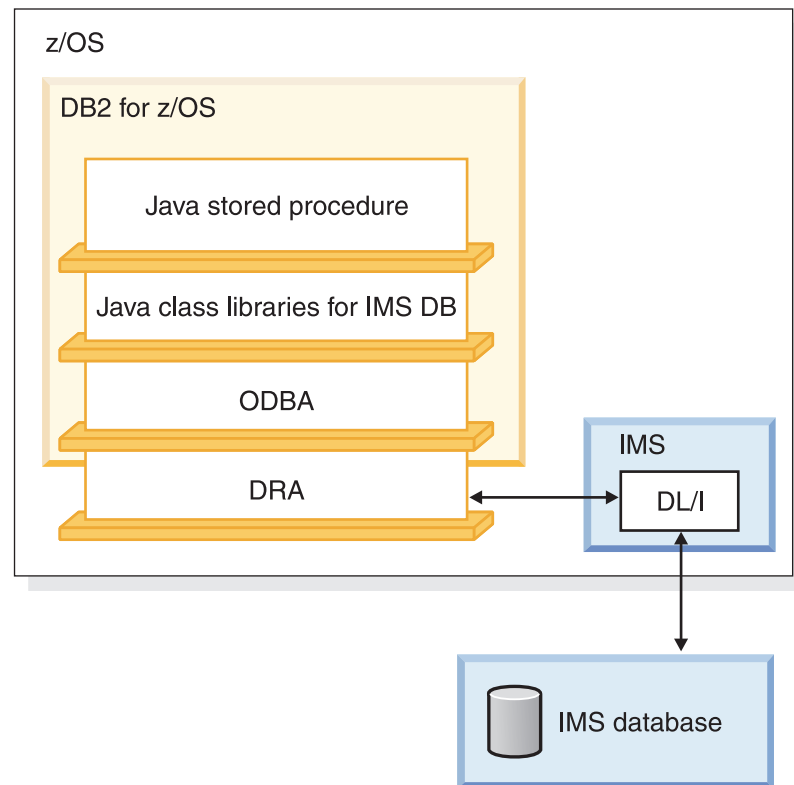 z/OS
DB2 for z/OS
Java stored procedure
Java class libraries for IMS DB
ODBA
DRA
IMS
DL/I
IMS database